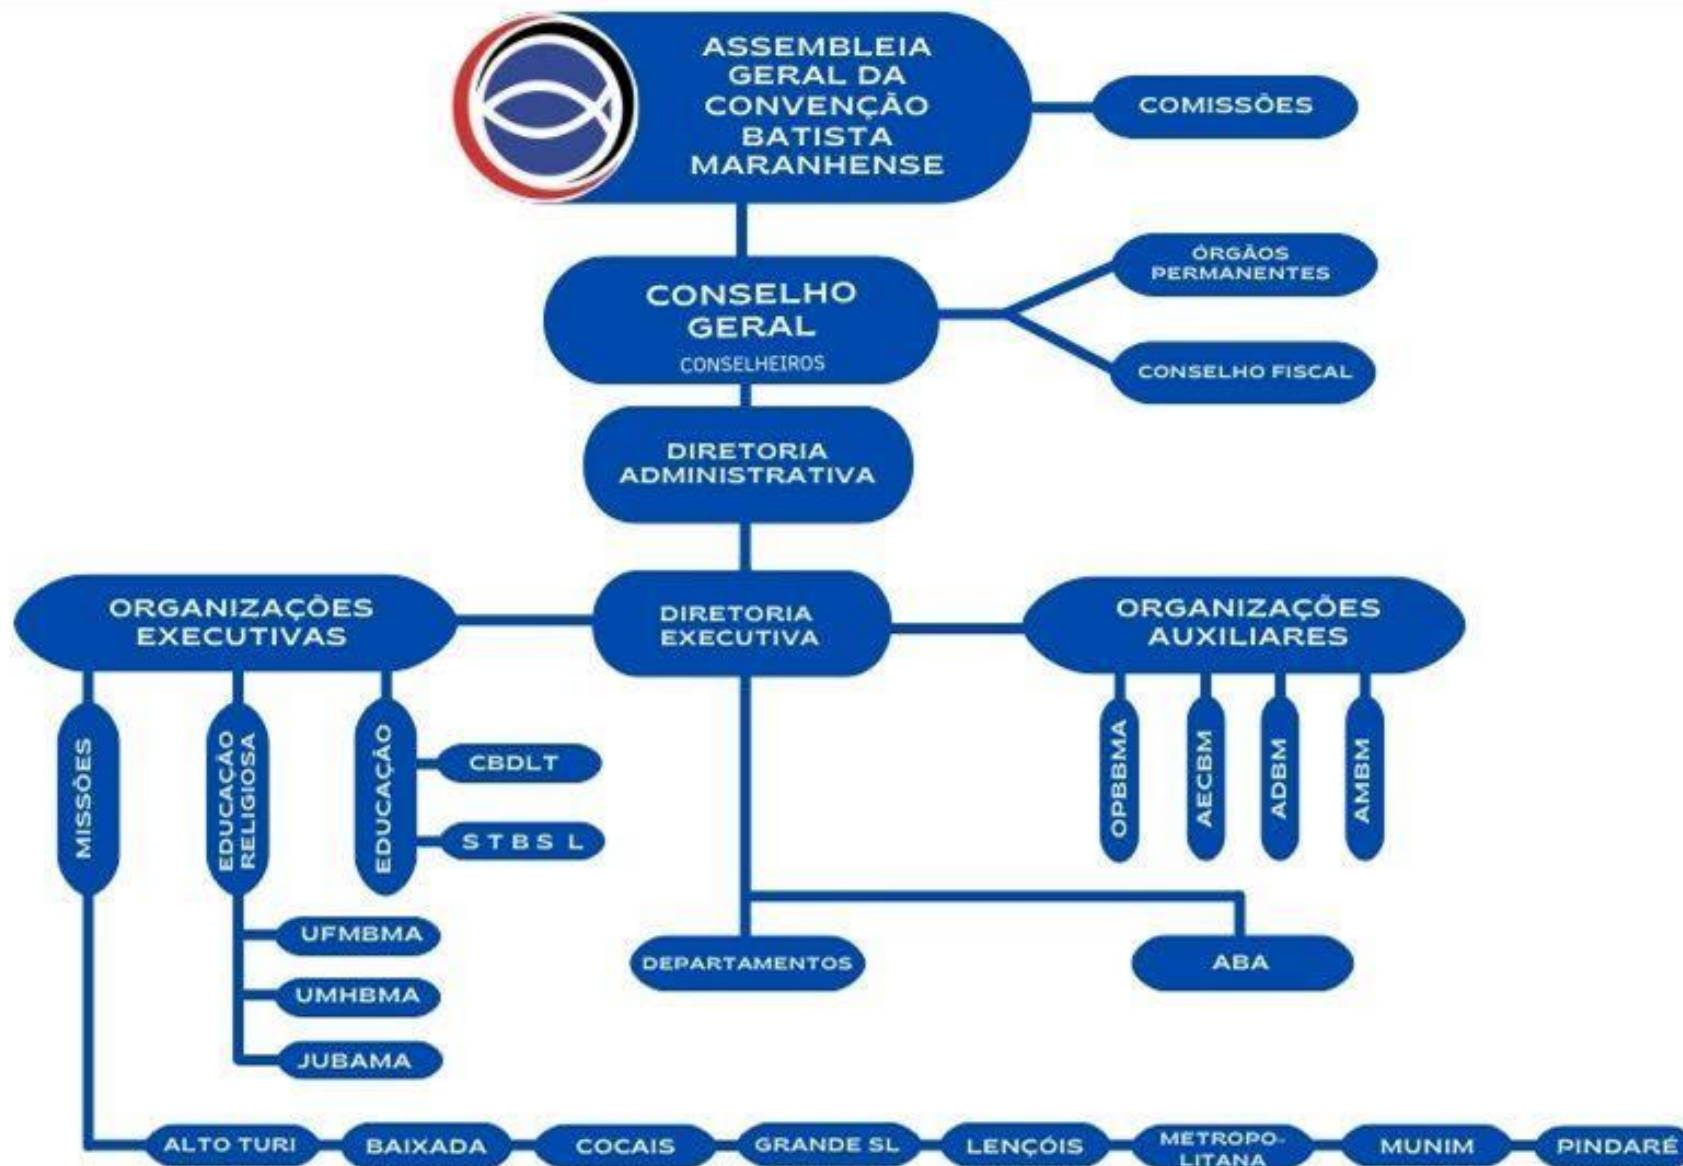 ASSEMBLEIA
GERAL DA
CONVENÇÃO
BATISTA
MARANHENSE
COMISSÕES
CONSELHO
GERAL
CONSELHEIROS
ÓRGÃOS
PERMANENTES
CONSELHO FISCAL
DIRETORIA
ADMINISTRATIVA
ORGANIZAÇÕES
EXECUTIVAS
DIRETORIA
EXECUTIVA
ORGANIZAÇÕES
AUXILIARES
MISSÕES
EDUCAÇÃO
RELIGIOSA
EDUCAÇÃO
CBDLT
S T B S L
OPBBMA
AECBM
ADBM
AMBM
UFMBMA
UMHBMA
JUBAMA
DEPARTAMENTOS
ABA
ALTO TURI
BAIXADA
COCAIS
GRANDE SL
LENÇÓIS
METROPO-
LITANA
MUNIM
PINDARÉ